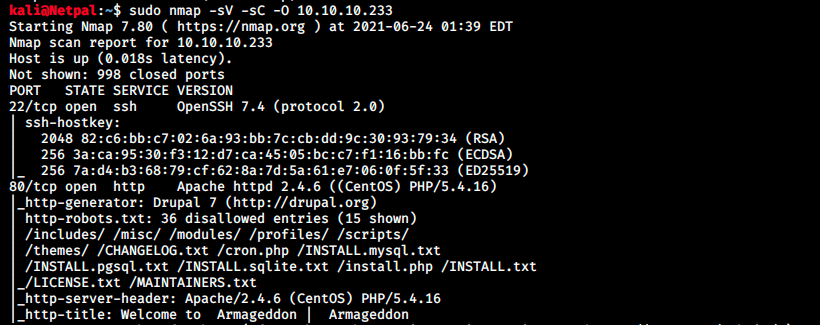 kali@Netpal:~$ sudo nmap -sV -sC -O 10.10.10.233
Starting Nmap 7.80 ( https://nmap.org ) at 2021-06-24 01:39 EDT
Nmap scan report for 10.10.10.233
Host is up (0.018s latency).
Not shown: 998 closed ports
PORT   STATE SERVICE VERSION
22/tcp open  ssh     OpenSSH 7.4 (protocol 2.0)
| ssh-hostkey:
|   2048 82:c6:bb:c7:02:6a:93:bb:7c:cb:dd:9c:30:93:79:34 (RSA)
|   256 3a:ca:95:30:f3:12:d7:ca:45:05:bc:c7:f1:16:bb:fc (ECDSA)
|_  256 7a:d4:b3:68:79:cf:62:8a:7d:5a:61:e7:06:0f:5f:33 (ED25519)
80/tcp open  http    Apache httpd 2.4.6 ((CentOS) PHP/5.4.16)
|_http-generator: Drupal 7 (http://drupal.org)
| http-robots.txt: 36 disallowed entries (15 shown)
| /includes/ /misc/ /modules/ /profiles/ /scripts/
| /themes/ /CHANGELOG.txt /cron.php /INSTALL.mysql.txt
| /INSTALL.pgsql.txt /INSTALL.sqlite.txt /install.php /INSTALL.txt
|_/LICENSE.txt /MAINTAINERS.txt
|_http-server-header: Apache/2.4.6 (CentOS) PHP/5.4.16
|_http-title: Welcome to  Armageddon |  Armageddon